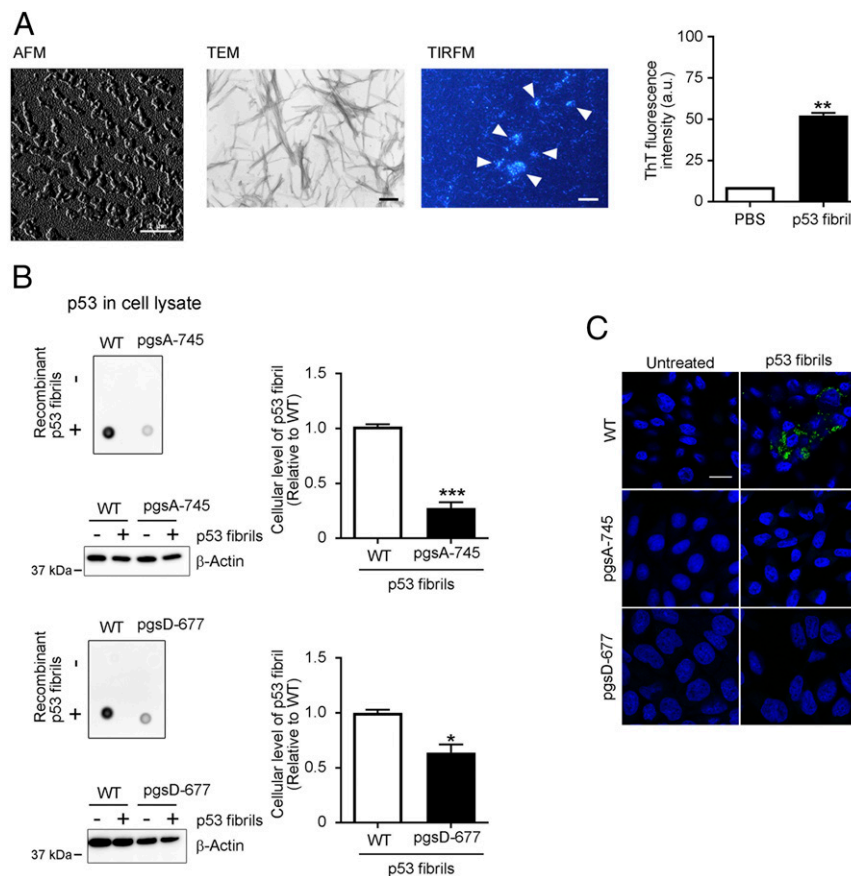 A
AFM
TEM
TIRFM
ThT fluorescence
intensity (a.u.)
100
75
50
25
0
**
PBS
p53 fibril
B
p53 in cell lysate
WT pgsA-745
Recombinant
p53 fibrils
-
+
WT pgsA-745
- + - + p53 fibrils
37 kDa
β-Actin
Cellular level of p53 fibril
(Relative to WT)
1.5
1.0
0.5
0
***
WT pgsA-745
p53 fibrils
WT pgsD-677
Recombinant
p53 fibrils
-
+
WT pgsD-677
- + - + p53 fibrils
37 kDa
β-Actin
Cellular level of p53 fibril
(Relative to WT)
1.5
1.0
0.5
0
*
WT pgsD-677
p53 fibrils
C
Untreated p53 fibrils
WT
pgsA-745
pgsD-677